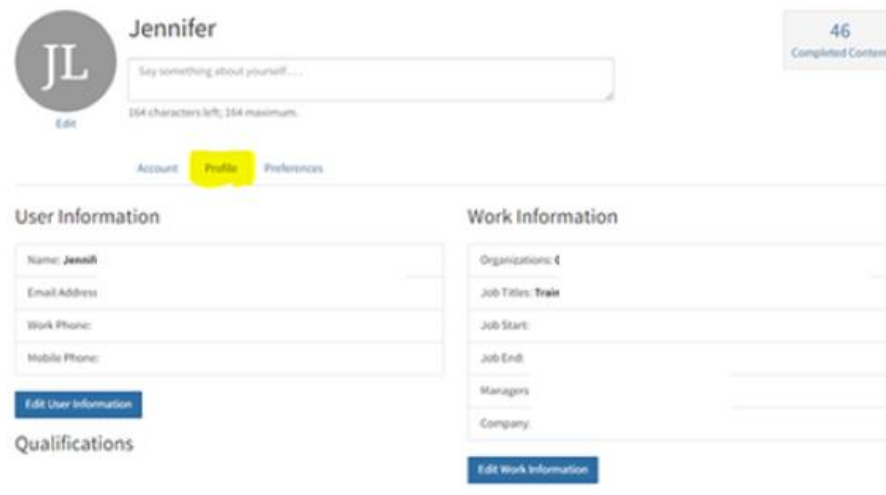 JL
Edit
Jennifer
Say something about yourself . . .
164 characters left; 164 maximum.
46
Completed Content
Account Profile Preferences
User Information
Name: Jennif
Email Address
Work Phone:
Mobile Phone:
Edit User Information
Qualifications
Work Information
Organizations:
Job Titles: Train
Job Start:
Job End:
Managers
Company:
Edit Work Information